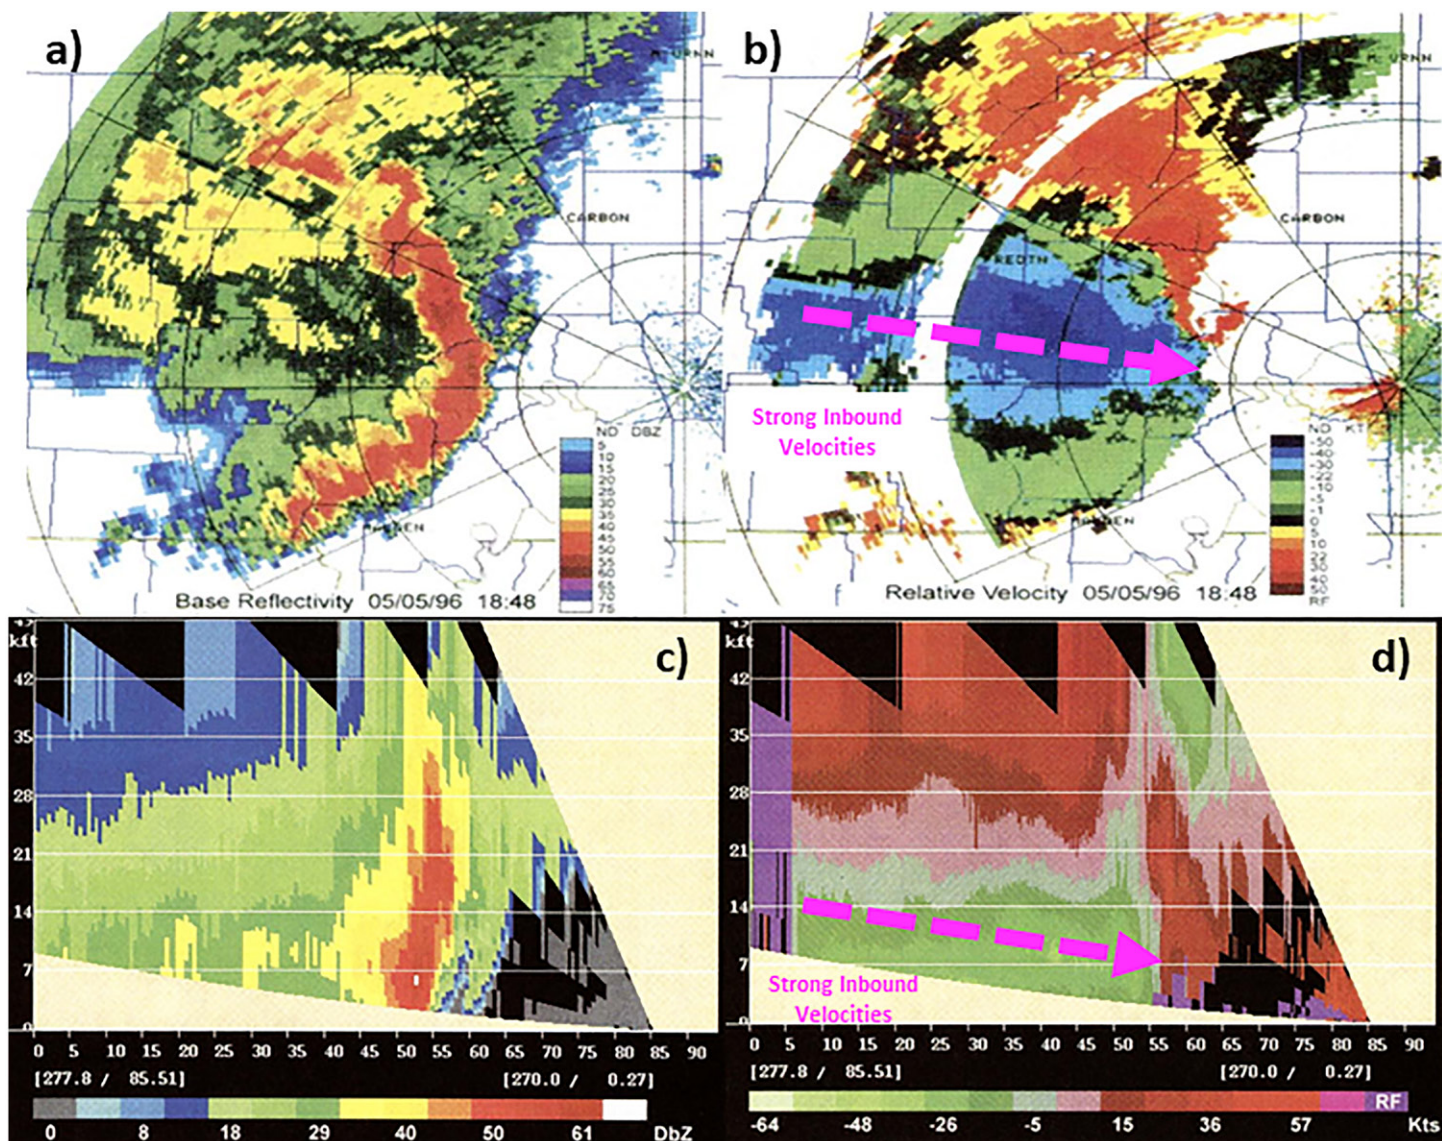 a)
CARBON
ND DBZ
5
10
15
20
25
30
35
40
45
50
55
60
65
70
75
Base Reflectivity 05/05/96 18:48
b)
CARBON
REDTH
Strong Inbound
Velocities
ND KT
-50
-40
-30
-22
-10
-5
-1
0
5
10
22
30
40
50
RF
Relative Velocity 05/05/96 18:48
c)
kft
42
35
28
21
14
7
0
0 5 10 15 20 25 30 35 40 45 50 55 60 65 70 75 80 85 90
[277.8 / 85.51] [270.0 / 0.27]
0 8 18 29 40 50 61 DbZ
d)
kft
42
35
28
21
14
7
0
Strong Inbound
Velocities
0 5 10 15 20 25 30 35 40 45 50 55 60 65 70 75 80 85 90
[277.8 / 85.51] [270.0 / 0.27]
RF
-64 -48 -26 -5 15 36 57 Kts